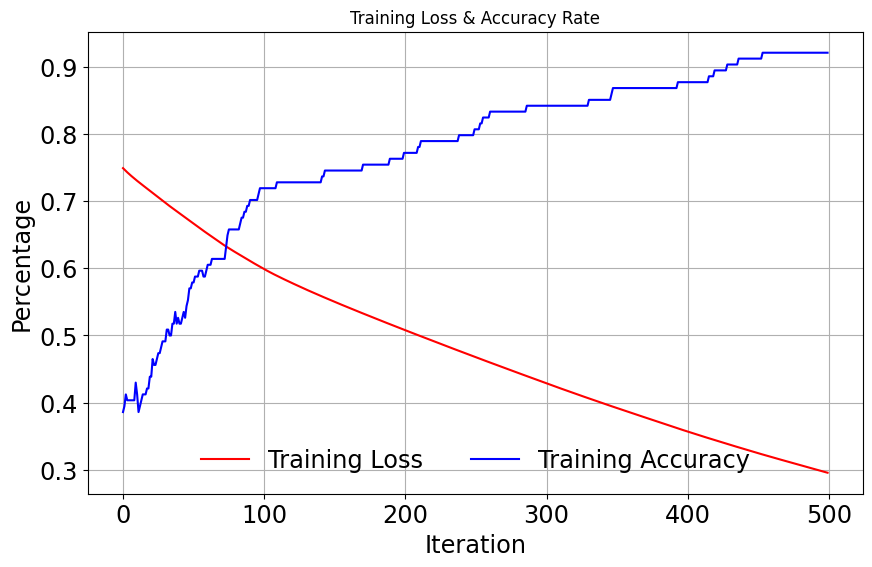 Training Loss & Accuracy Rate
0.9
0.8
0.7
0.6
0.5
0.4
0.3
Percentage
Training Loss
Training Accuracy
0
100
200
300
400
500
Iteration